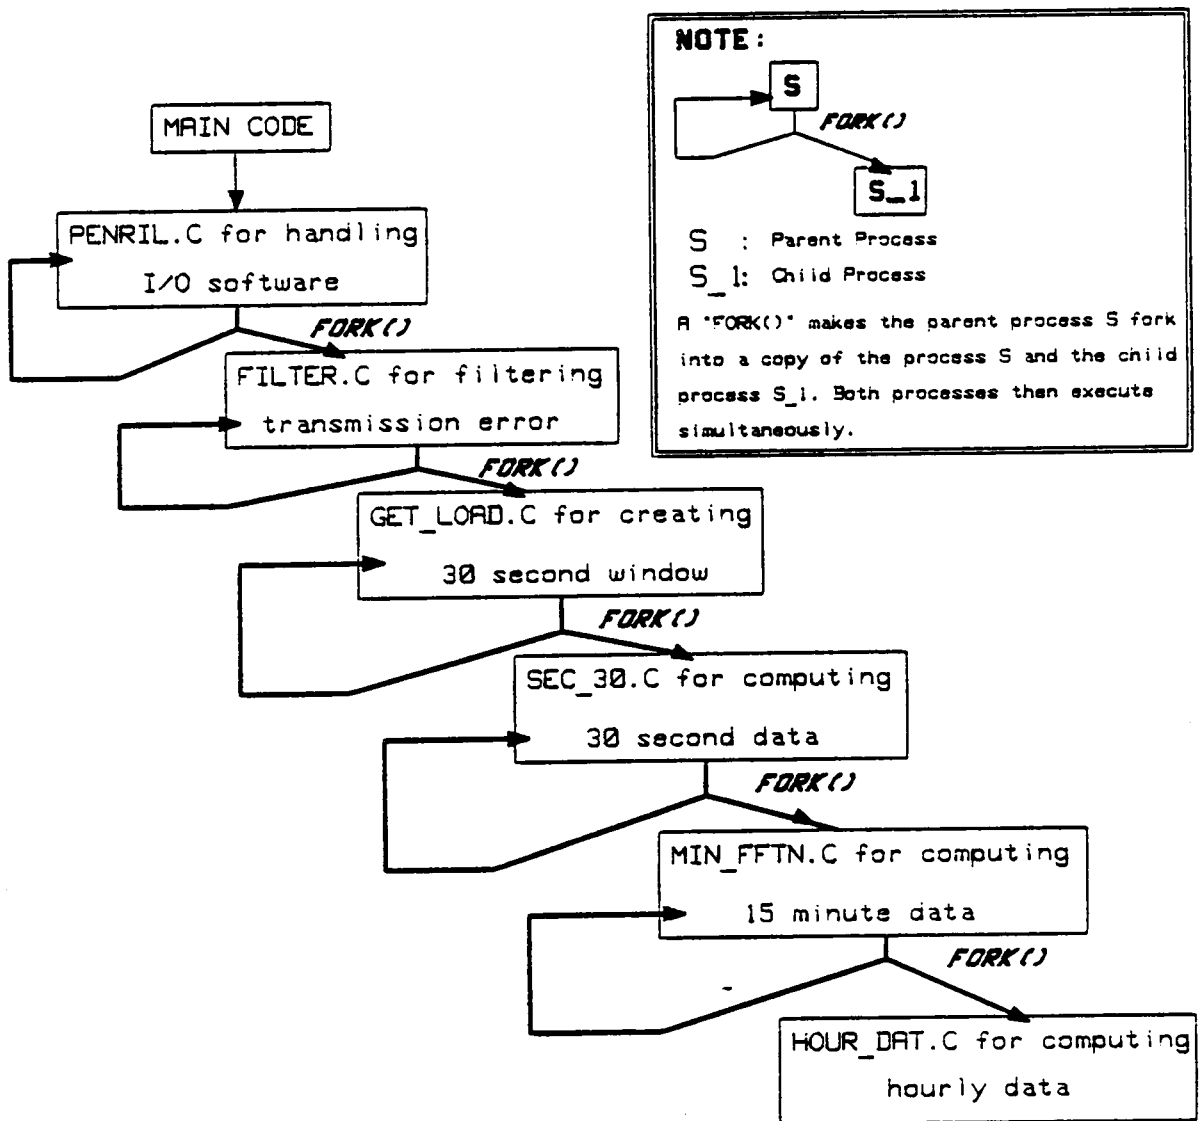 MAIN CODE
PENRIL.C for handling
I/O software
FORK()
FILTER.C for filtering
transmission error
FORK()
GET_LOAD.C for creating
30 second window
FORK()
SEC_30.C for computing
30 second data
FORK()
MIN_FFTN.C for computing
15 minute data
FORK()
HOUR_DAT.C for computing
hourly data
NOTE:
S
FORK()
S_1
S : Parent Process
S_1: Child Process
A "FORK()" makes the parent process S fork
into a copy of the process S and the child
process S_1. Both processes then execute
simultaneously.